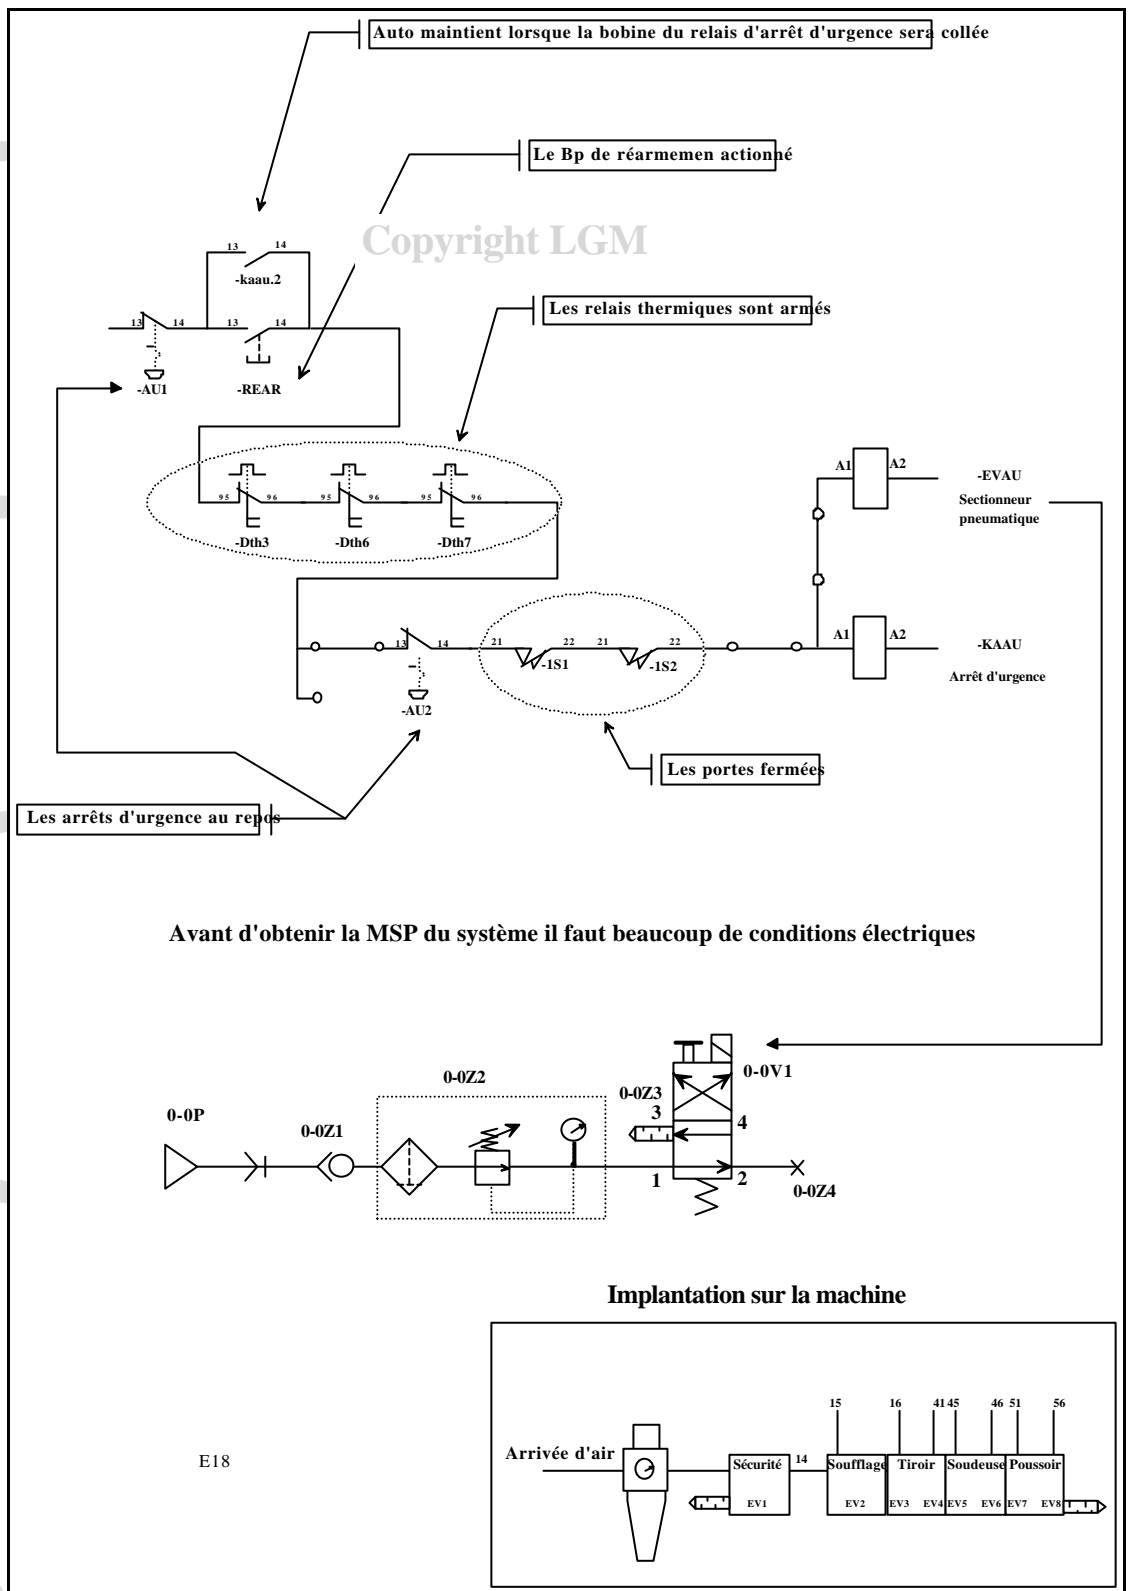 Auto maintient lorsque la bobine du relais d'arrêt d'urgence sera collée
Le Bp de réarmemen actionné
Copyright LGM
13 14
-kaau.2
Les relais thermiques sont armés
13 14 13 14
-AU1 -REAR
A1 A2
-EVAU
Sectionneur
pneumatique
95 96 95 96 95 96
-Dth3 -Dth6 -Dth7
13 14 21 22 21 22 A1 A2
-1S1 -1S2
-KAAU
Arrêt d'urgence
-AU2
Les portes fermées
Les arrêts d'urgence au repos
Avant d'obtenir la MSP du système il faut beaucoup de conditions électriques
0-0Z2
0-0V1
0-0Z3
0-0P
3 4
0-0Z1
1 2
0-0Z4
Implantation sur la machine
15 16 41 45 46 51 56
Arrivée d'air
E18
Sécurité 14 Soufflage Tiroir Soudeuse Poussoir
EV1 EV2 EV3 EV4 EV5 EV6 EV7 EV8